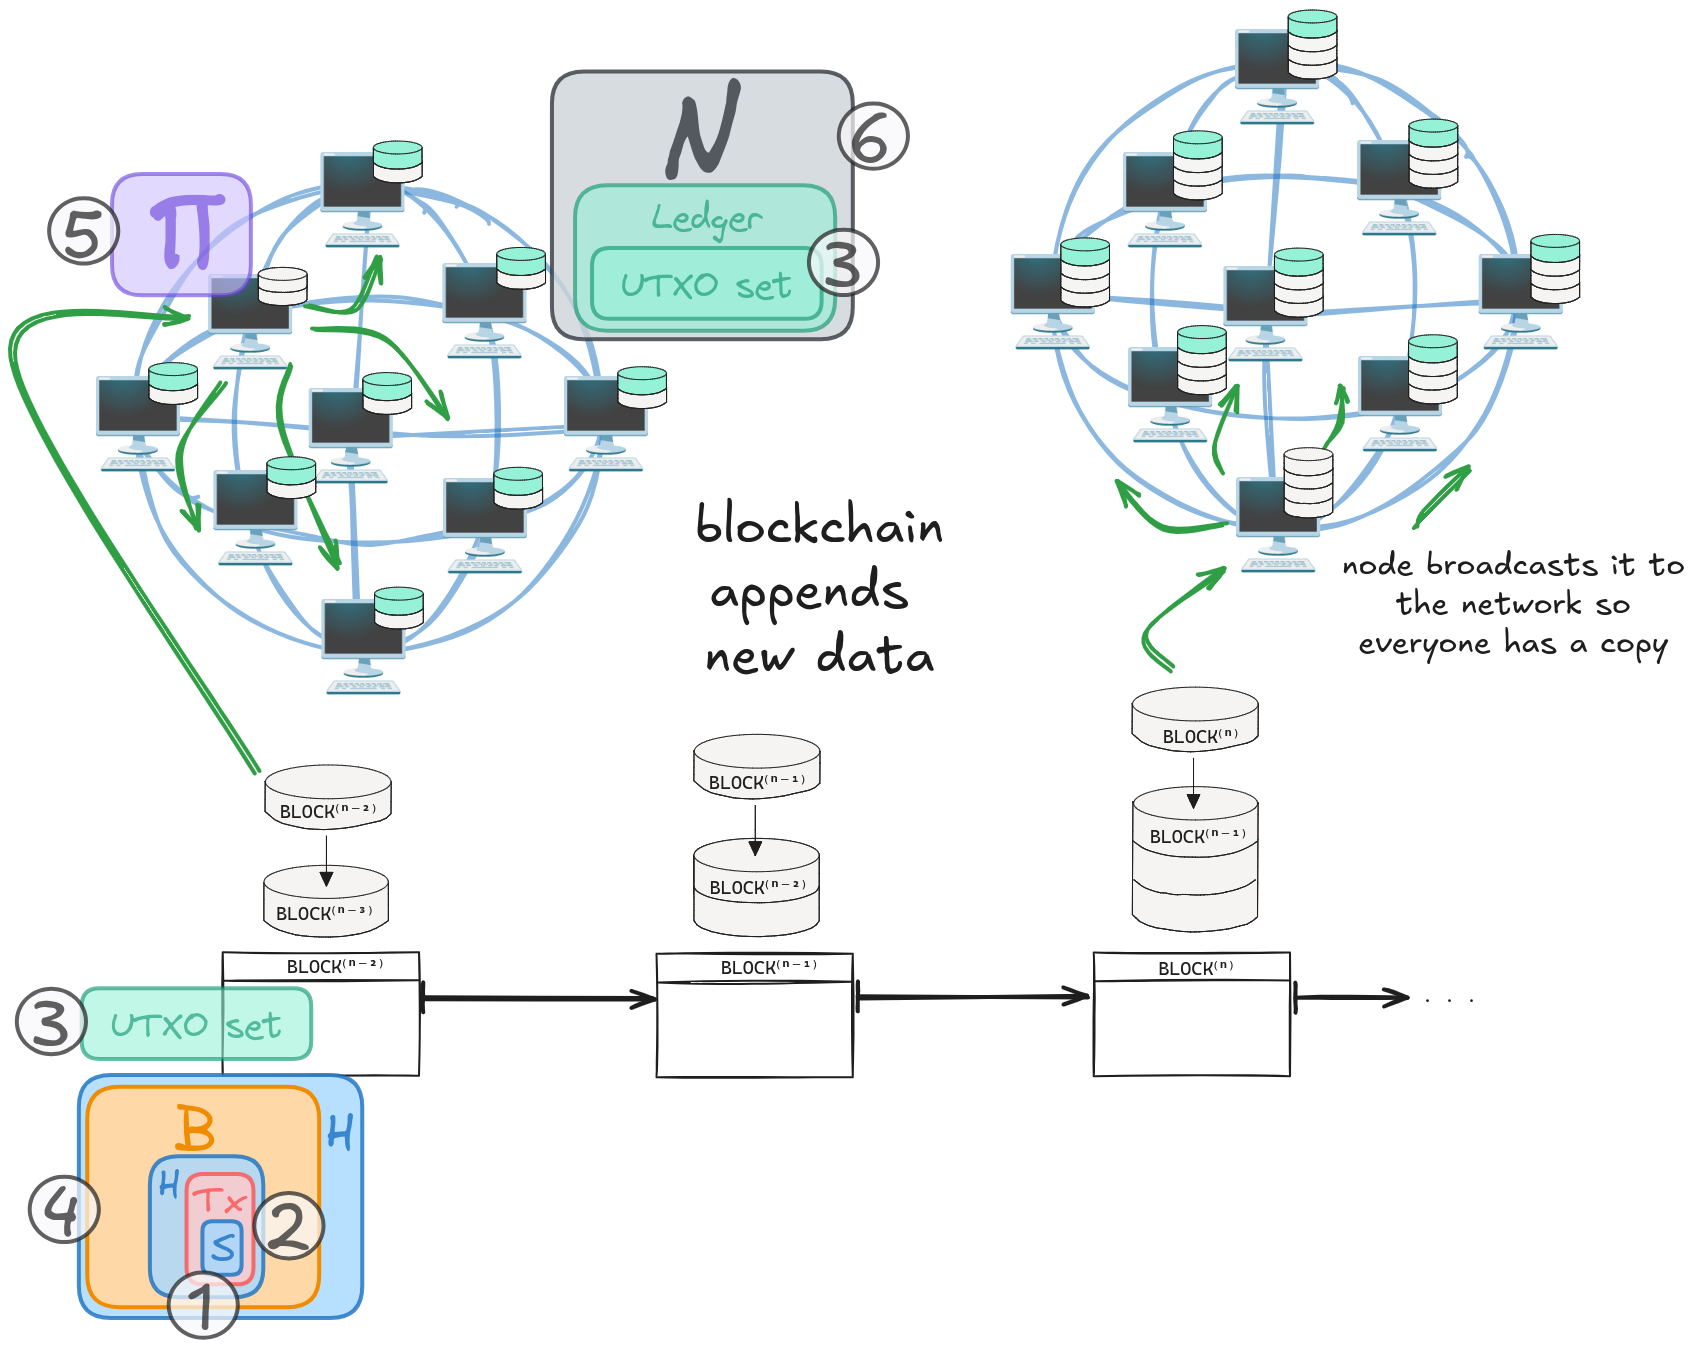 N
6
5
π
Ledger
3
UTXO set
blockchain
appends
new data
node broadcasts it to
the network so
everyone has a copy
BLOCK⁽ⁿ⁻²⁾
BLOCK⁽ⁿ⁻³⁾
BLOCK⁽ⁿ⁻¹⁾
BLOCK⁽ⁿ⁻²⁾
BLOCK⁽ⁿ⁾
BLOCK⁽ⁿ⁻¹⁾
BLOCK⁽ⁿ⁻²⁾
BLOCK⁽ⁿ⁻¹⁾
BLOCK⁽ⁿ⁾
. . .
3
UTXO set
B
H
H
Tx
4
2
S
1